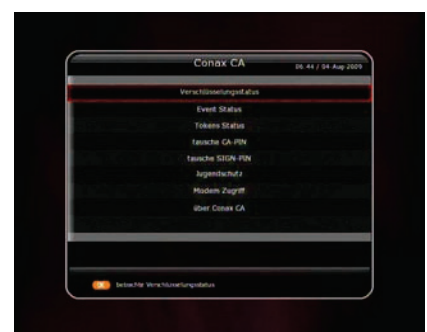 Conax CA
06:44 / 04 Aug 2009
Verschlüsselungsstatus
Event Status
Tokens Status
tausche CA-PIN
tausche SIGN-PIN
Jugendschutz
Modem Zugriff
über Conax CA
OK beobachte Verschlüsselungsstatus